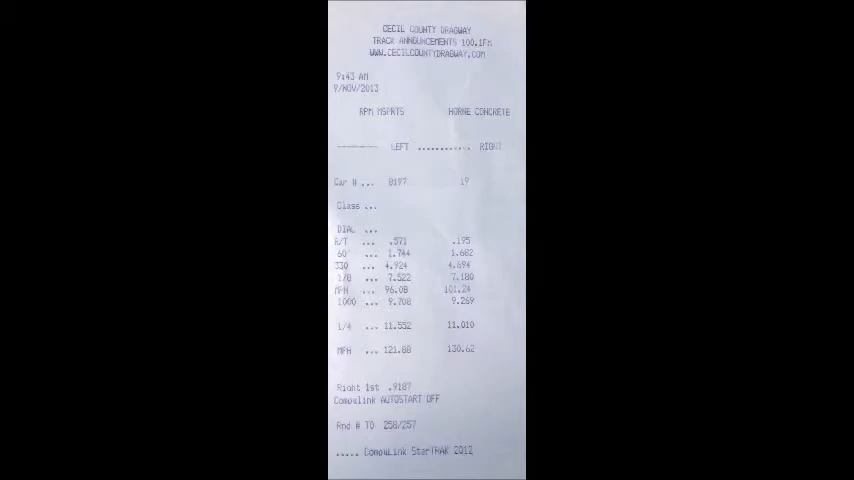 CECIL COUNTY DRAGWAY
TRACK ANNOUNCEMENTS 100.1FM
WWW.CECILCOUNTYDRAGWAY.COM
9:43 AM
9/NOV/2013
RPM MSPRTS HORNE CONCRETE
--------- LEFT ............ RIGHT
Car # ... 8197 19
Class ...
DIAL ...
R/T ... .571 .195
60' ... 1.744 1.682
330 ... 4.924 4.694
1/8 ... 7.522 7.180
MPH ... 96.08 101.24
1000 ... 9.708 9.269
1/4 ... 11.552 11.010
MPH ... 121.88 130.62
Right 1st .9187
CompuLink AUTOSTART OFF
Rnd # TO 258/257
..... CompuLink StarTRAK 2012